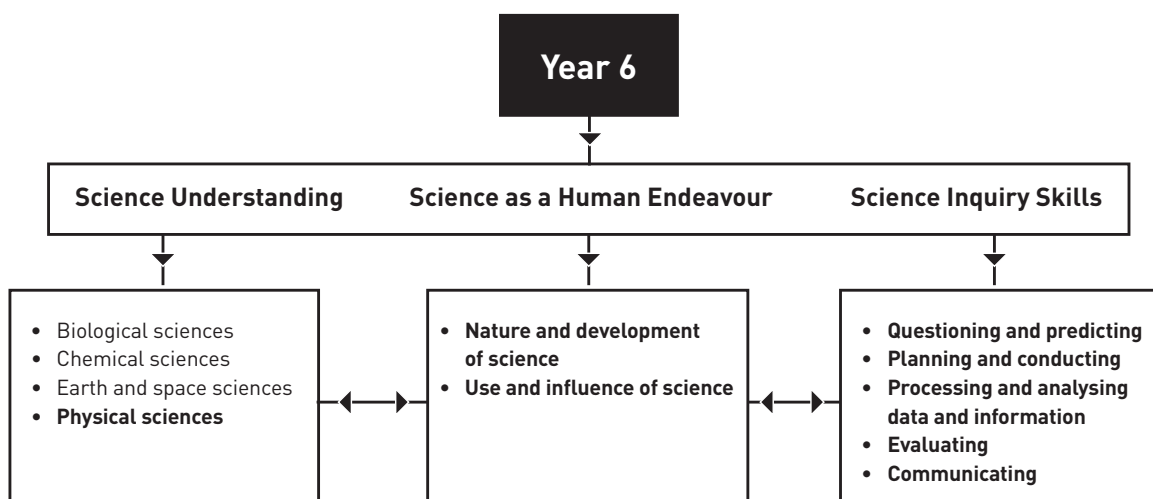 Year 6
Science Understanding
Science as a Human Endeavour
Science Inquiry Skills
• Biological sciences
• Chemical sciences
• Earth and space sciences
• Physical sciences
• Nature and development
of science
• Use and influence of science
• Questioning and predicting
• Planning and conducting
• Processing and analysing
data and information
• Evaluating
• Communicating